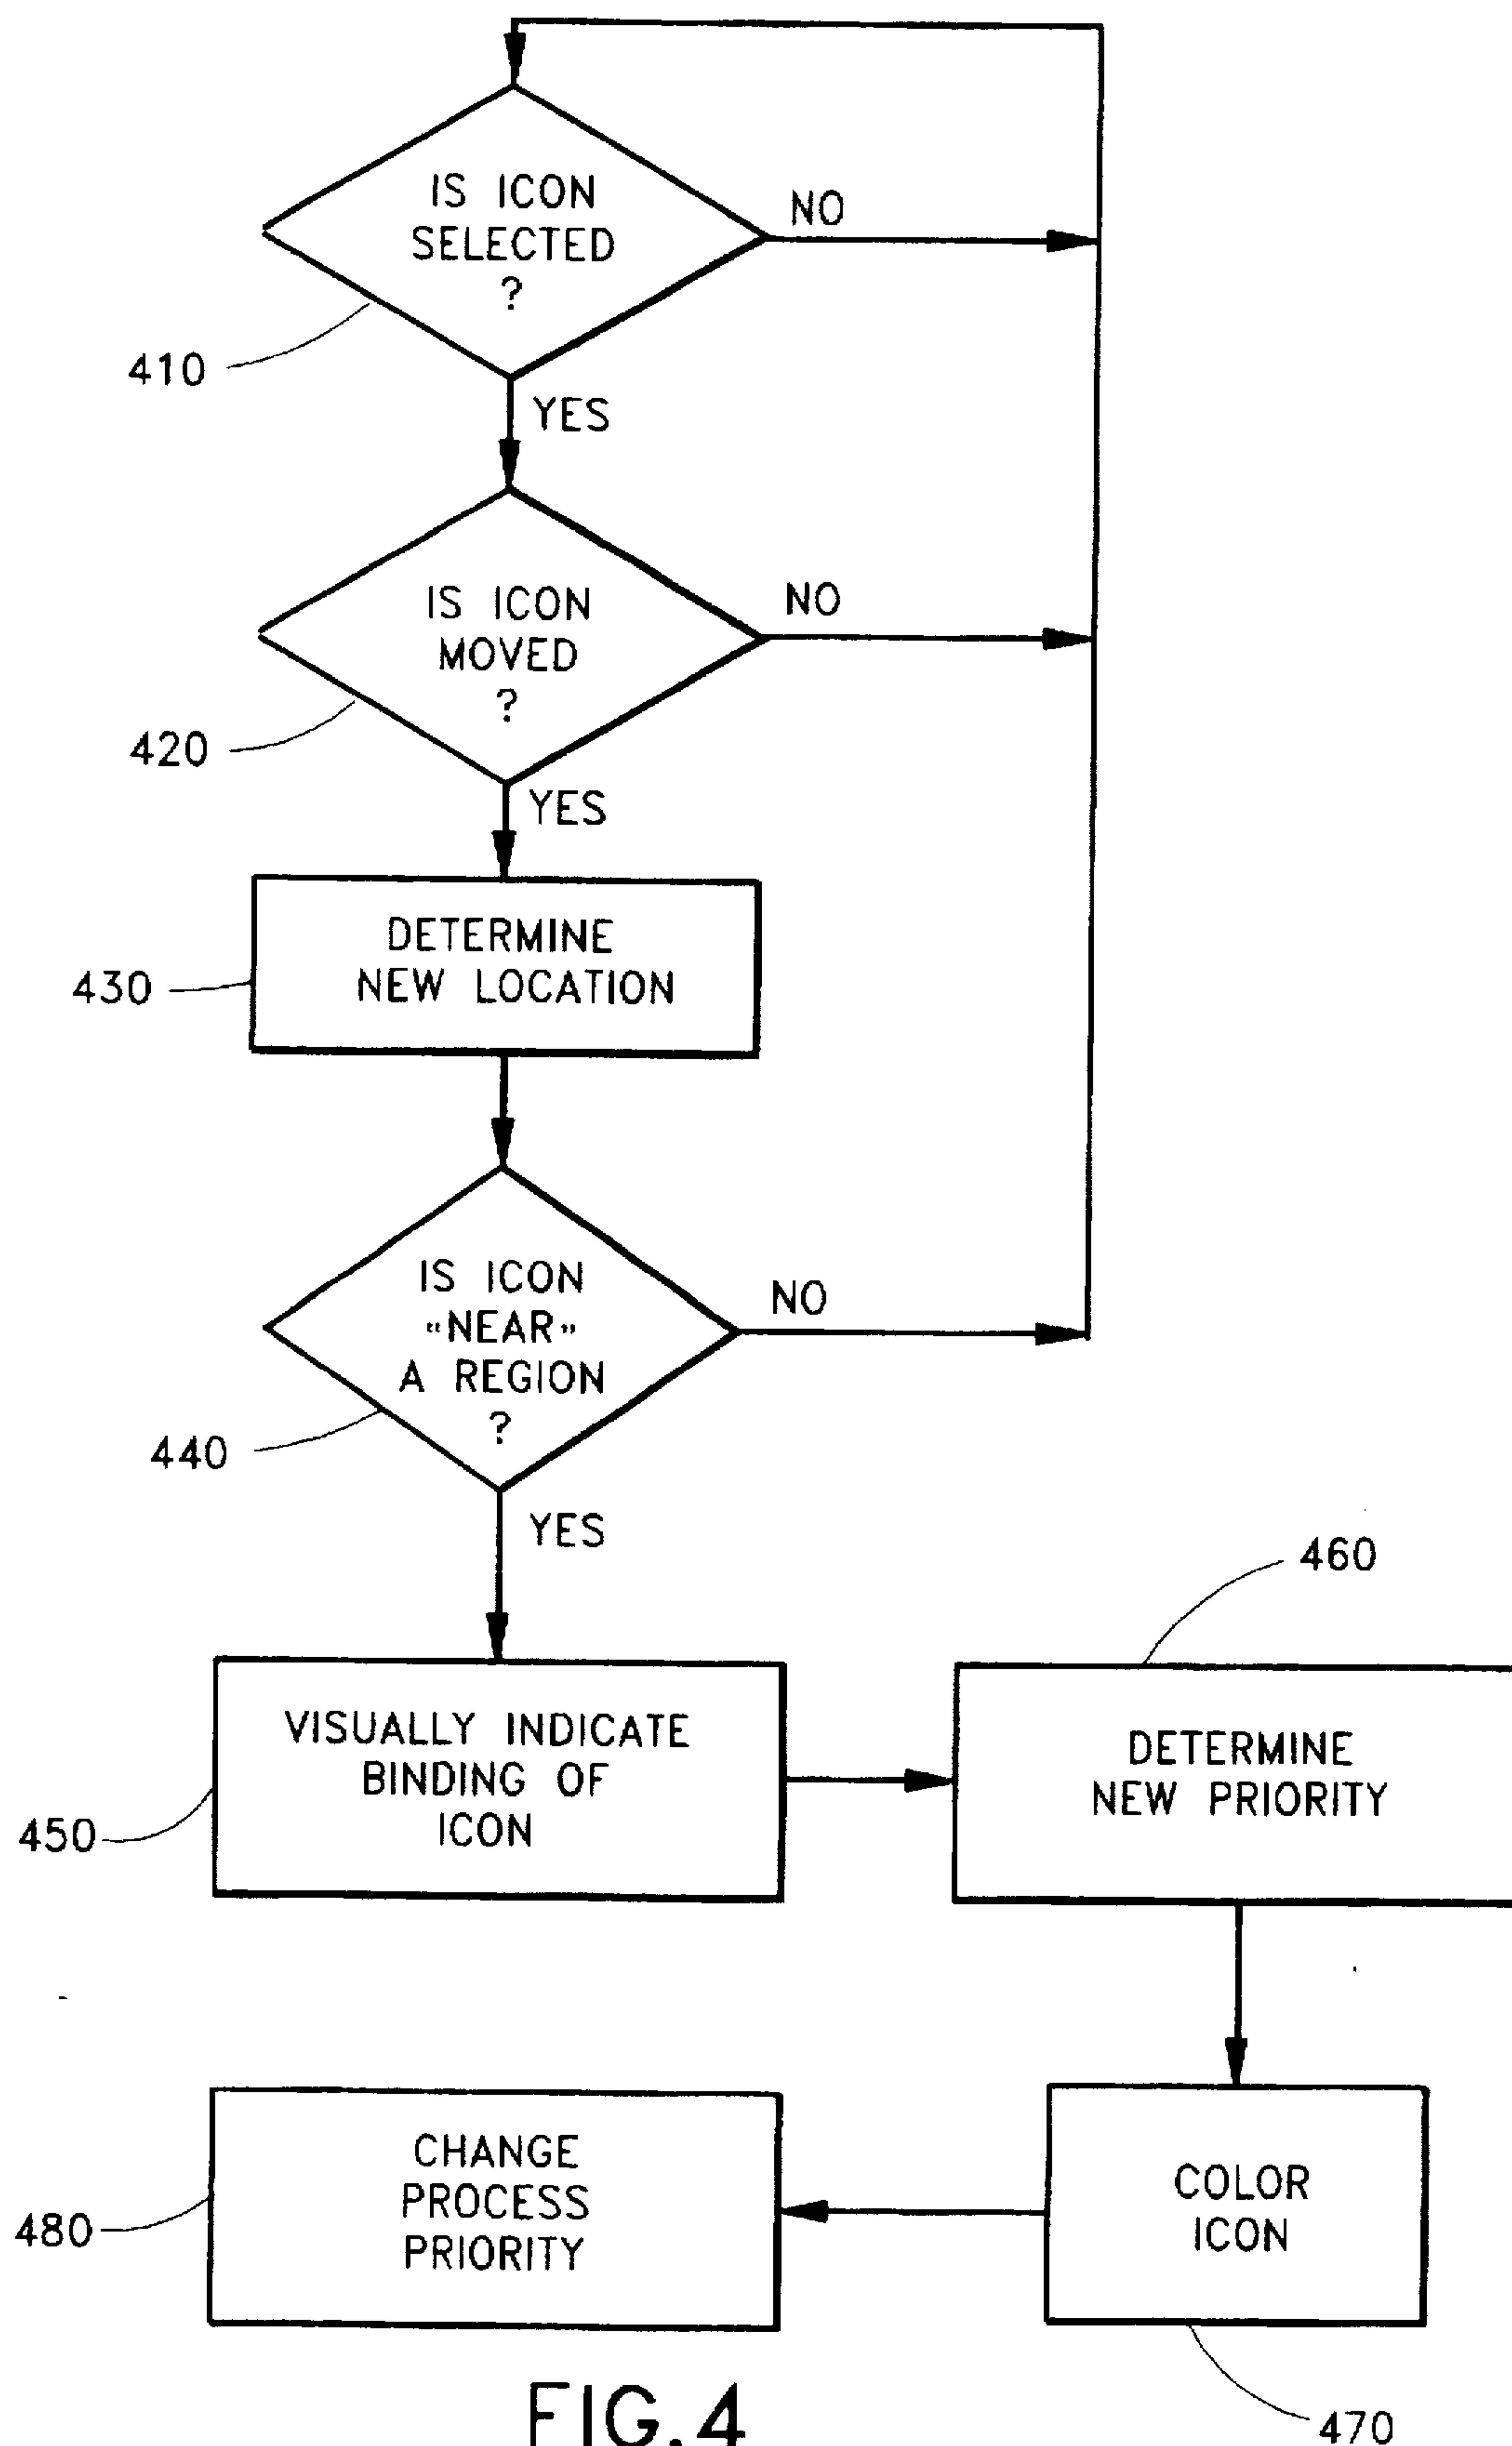 IS ICON
SELECTED
?
NO
410
YES
IS ICON
MOVED
?
NO
420
YES
DETERMINE
NEW LOCATION
430
IS ICON
"NEAR"
A REGION
?
NO
440
YES
460
VISUALLY INDICATE
BINDING OF
ICON
450
DETERMINE
NEW PRIORITY
CHANGE
PROCESS
PRIORITY
480
COLOR
ICON
470
FIG.4